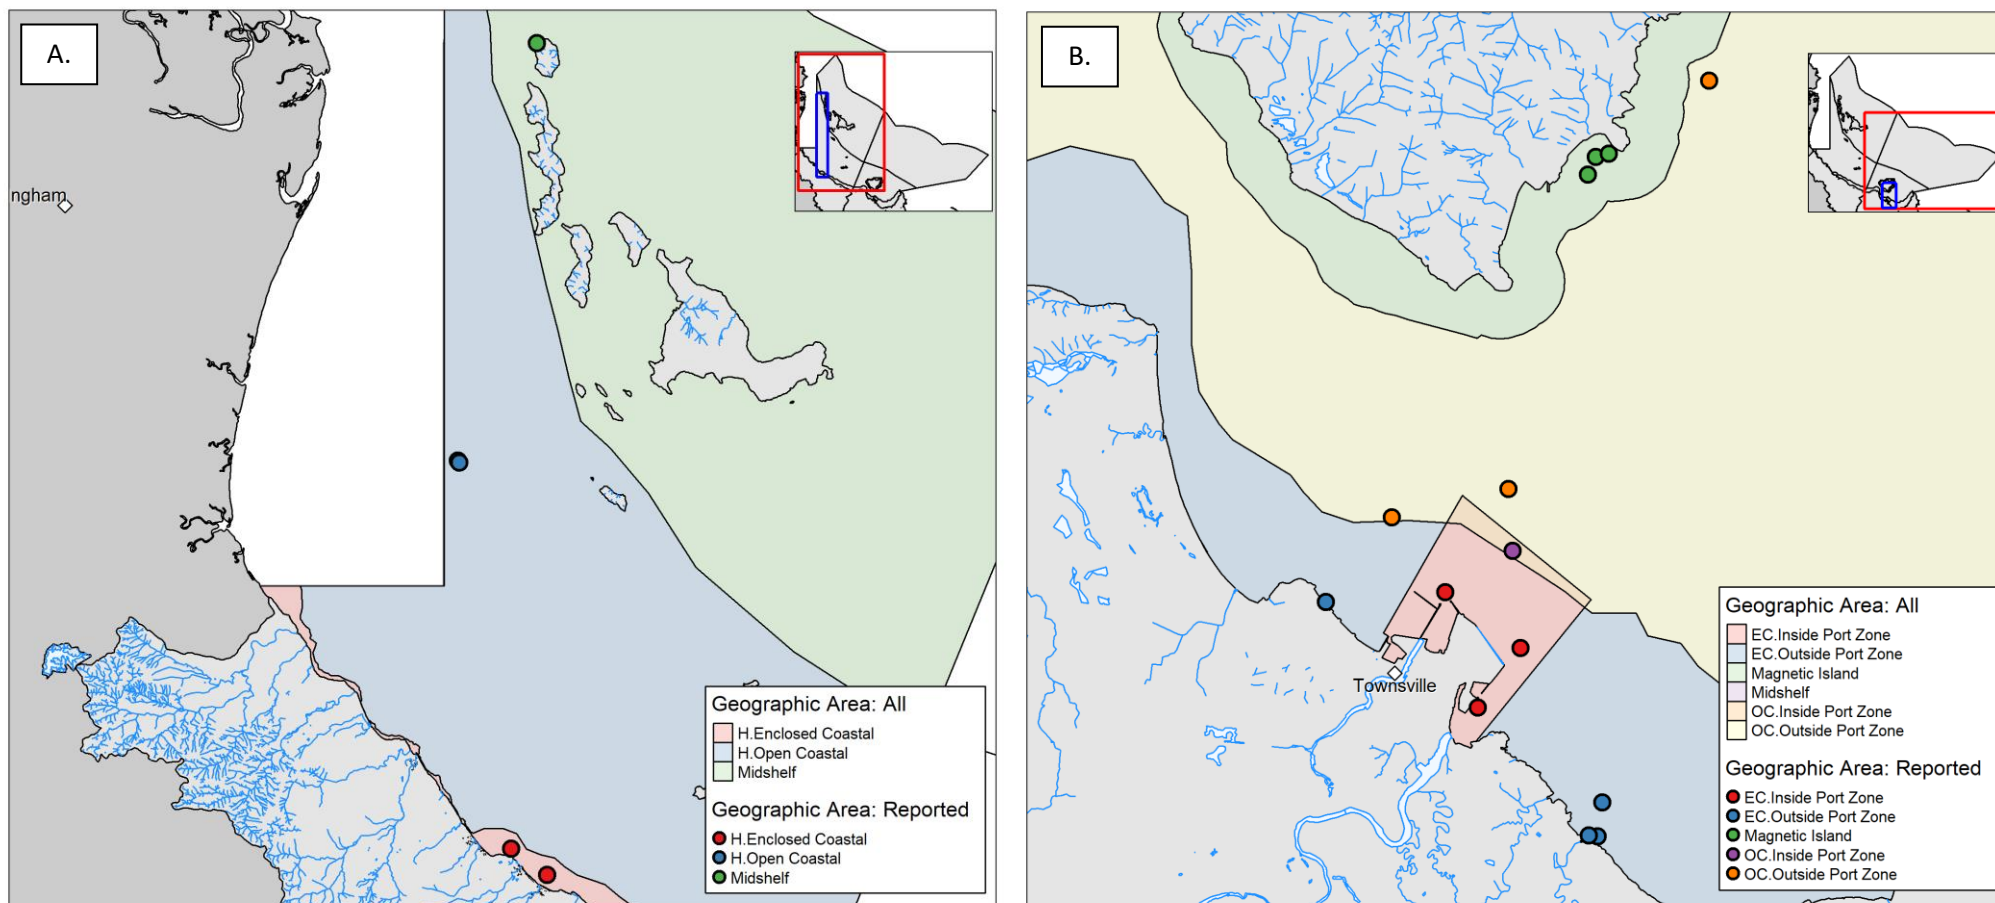 A.
ngham
Geographic Area: All
H.Enclosed Coastal
H.Open Coastal
Midshelf
Geographic Area: Reported
H.Enclosed Coastal
H.Open Coastal
Midshelf
B.
Townsville
Geographic Area: All
EC.Inside Port Zone
EC.Outside Port Zone
Magnetic Island
Midshelf
OC.Inside Port Zone
OC.Outside Port Zone
Geographic Area: Reported
EC.Inside Port Zone
EC.Outside Port Zone
Magnetic Island
OC.Inside Port Zone
OC.Outside Port Zone